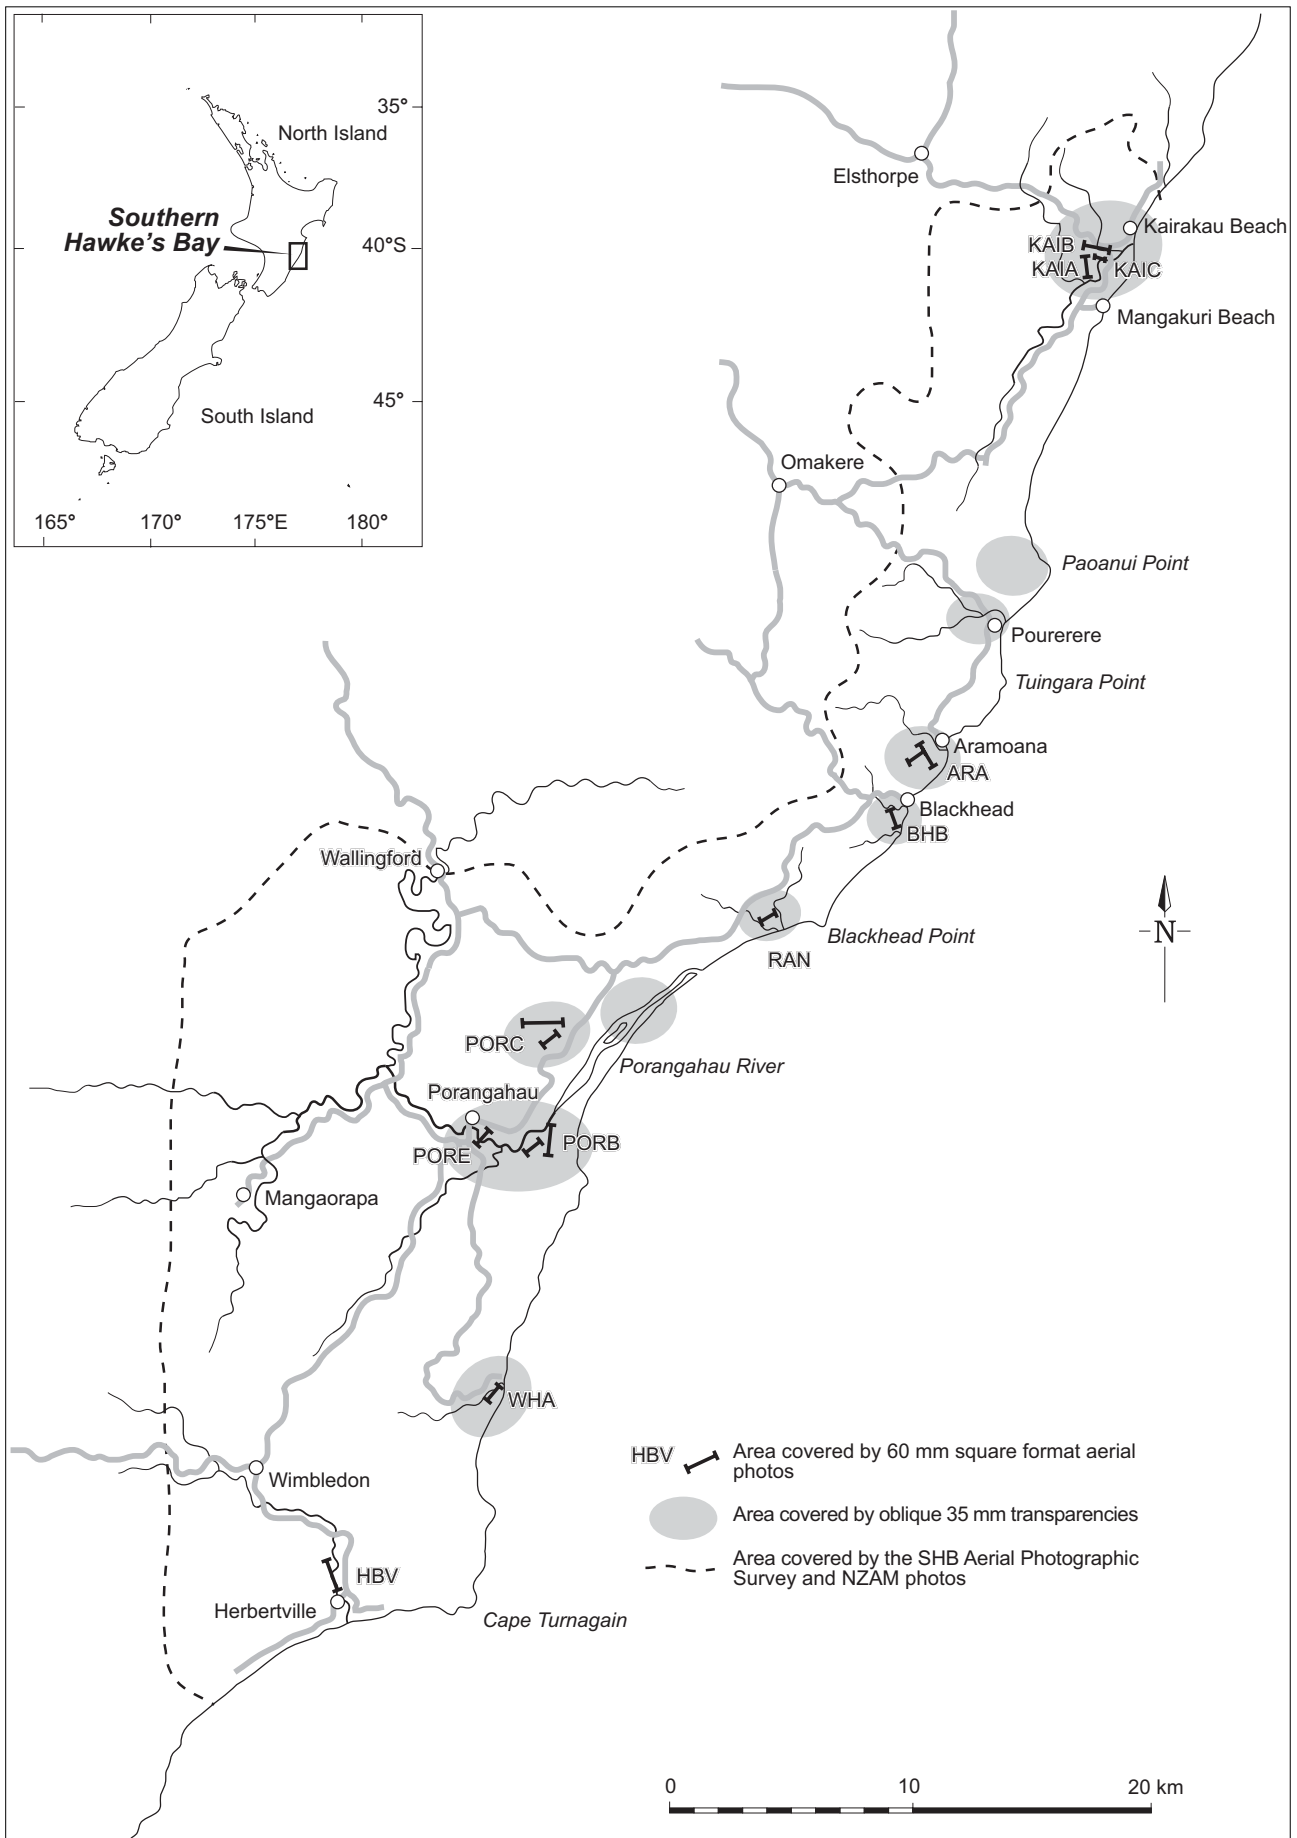 35°
North Island
Southern
Hawke's Bay
40°S
45°
South Island
165°
170°
175°E
180°
Elsthorpe
Kairakau Beach
KAIB
KAIA
KAIC
Mangakuri Beach
Omakere
Paoanui Point
Pourerere
Tuingara Point
Aramoana
ARA
Blackhead
BHB
Wallingford
Blackhead Point
N
RAN
PORC
Porangahau River
Porangahau
PORB
PORE
Mangaorapa
WHA
Wimbledon
HBV
Herbertville
Cape Turnagain
HBV
Area covered by 60 mm square format aerial
photos
Area covered by oblique 35 mm transparencies
Area covered by the SHB Aerial Photographic
Survey and NZAM photos
0
10
20 km